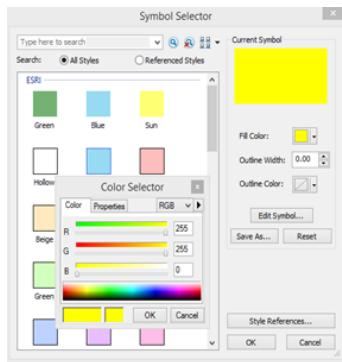 Symbol Selector
Type here to search
Search: All Styles Referenced Styles
Current Symbol
ESRI
Green Blue Sun
Hollow
Beige
Green
Fill Color:
Outline Width: 0.00
Outline Color:
Edit Symbol...
Save As... Reset
Style References...
OK Cancel
Color Selector
Color Properties RGB
R 255
G 255
B 0
OK Cancel